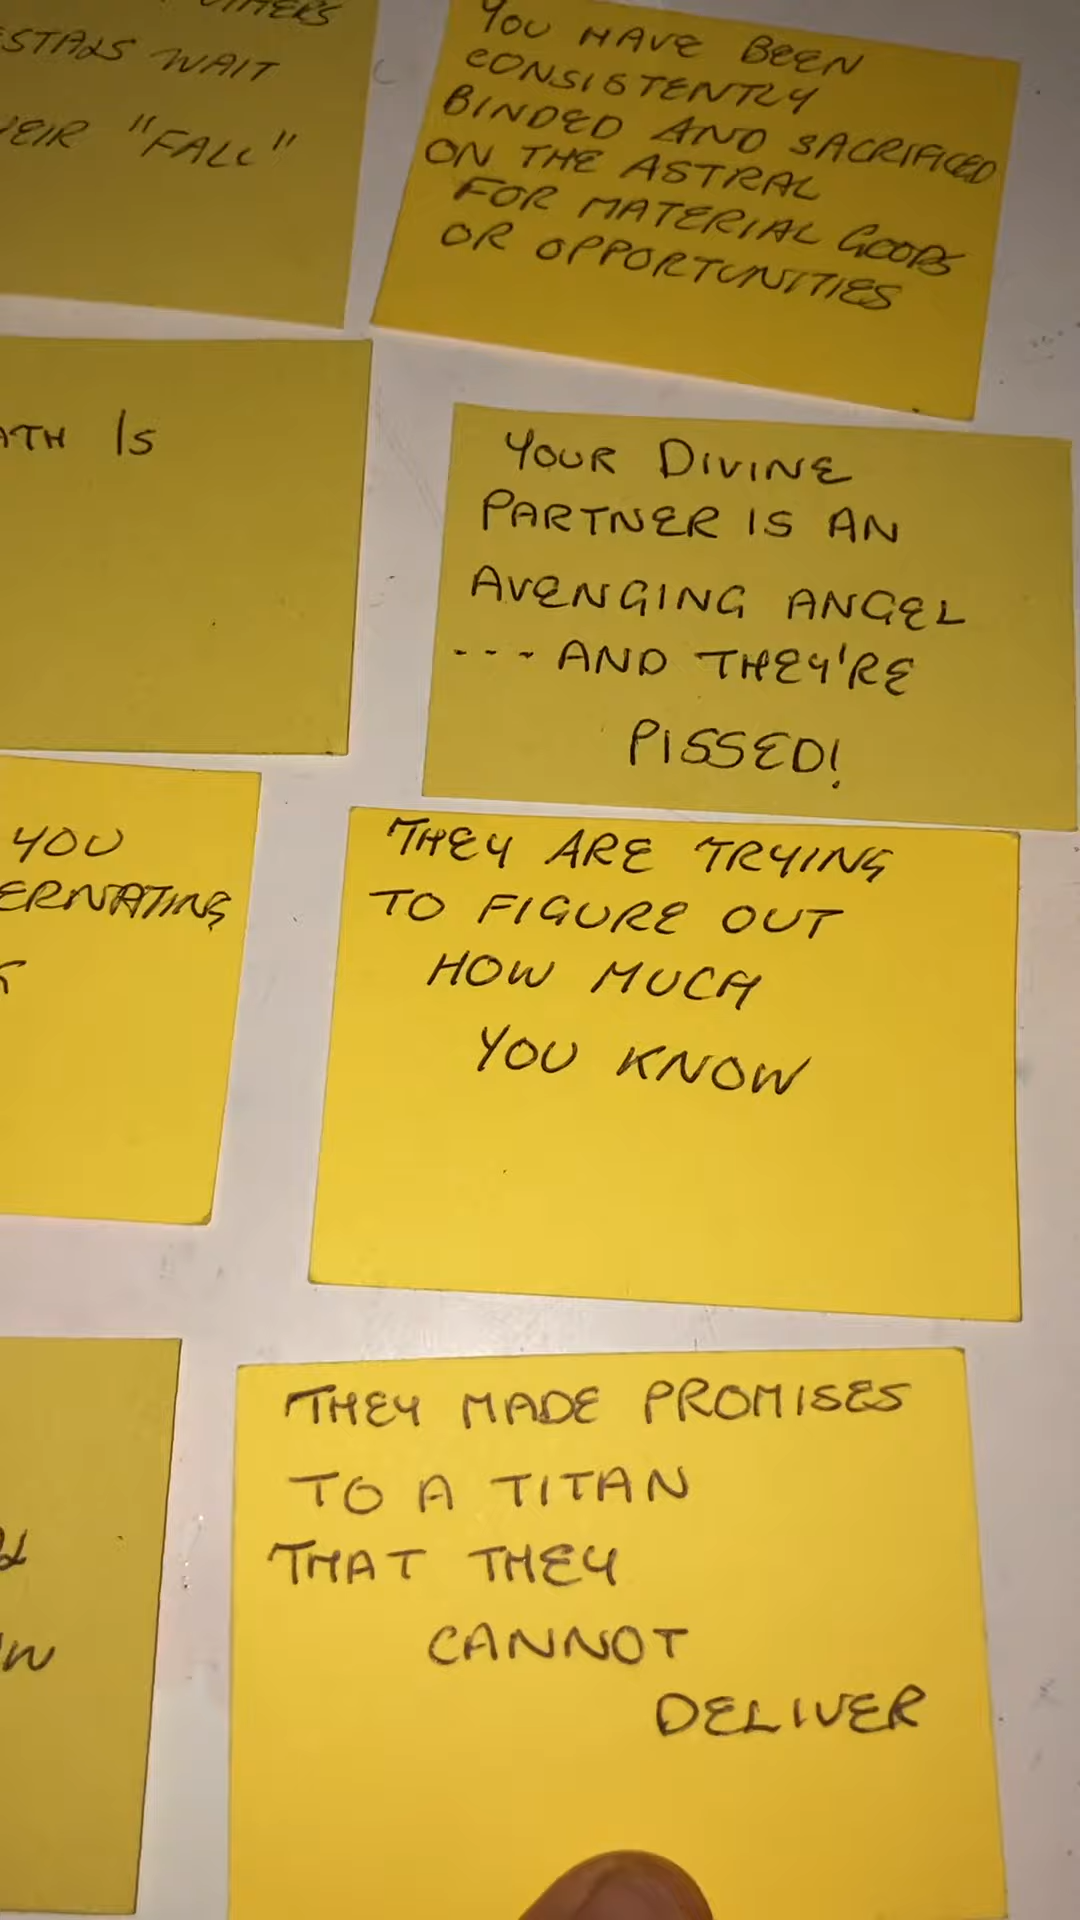 "FALL"
WAIT
YOU HAVE BEEN
CONSISTENTLY
BINDED AND SACRIFICED
ON THE ASTRAL
FOR MATERIAL GOODS
OR OPPORTUNITIES
IS
YOUR DIVINE
PARTNER IS AN
AVENGING ANGEL
---AND THEY'RE
PISSED!
YOU
THEY ARE TRYING
TO FIGURE OUT
HOW MUCH
YOU KNOW
THEY MADE PROMISES
TO A TITAN
THAT THEY
CANNOT
DELIVER